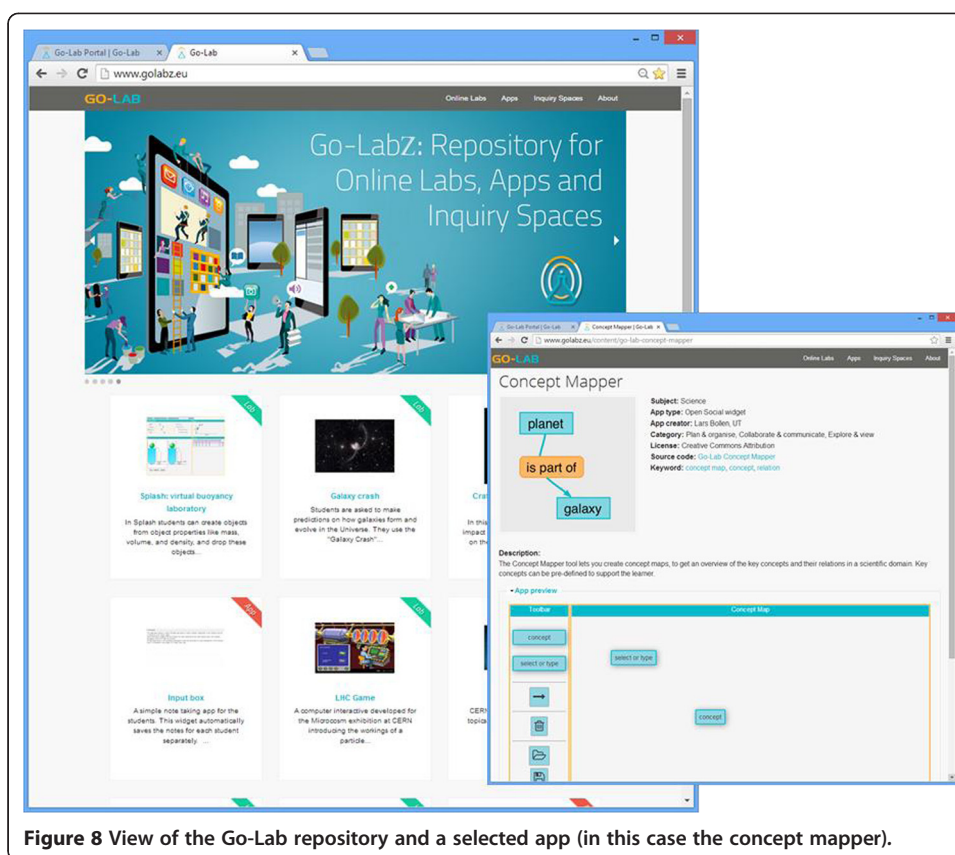 Go-Lab Portal | Go-Lab
Go-Lab
www.golabz.eu
GO-LAB
Online Labs Apps Inquiry Spaces About
Go-LabZ: Repository for
Online Labs, Apps and
Inquiry Spaces
Lab
Splash: virtual buoyancy
laboratory
In Splash students can create objects
from object properties like mass,
volume, and density, and drop these
objects...
Lab
Galaxy crash
Students are asked to make
predictions on how galaxies form and
evolve in the Universe. They use the
"Galaxy Crash"...
In this
impact
on the
App
Input box
A simple note taking app for the
students. This widget automatically
saves the notes for each student
separately. ...
Lab
LHC Game
A computer interactive developed for
the Microcosm exhibition at CERN
introducing the workings of a
particle...
CERN
topic
Go-Lab Portal | Go-Lab
Concept Mapper | Go-Lab
www.golabz.eu/content/go-lab-concept-mapper
GO-LAB
Online Labs Apps Inquiry Spaces About
Concept Mapper
planet
is part of
galaxy
Subject: Science
App type: Open Social widget
App creator: Lars Bollen, UT
Category: Plan & organise, Collaborate & communicate, Explore & view
License: Creative Commons Attribution
Source code: Go-Lab Concept Mapper
Keyword: concept map, concept, relation
Description:
The Concept Mapper tool lets you create concept maps, to get an overview of the key concepts and their relations in a scientific domain. Key
concepts can be pre-defined to support the learner.
App preview
Toolbar
Concept Map
concept
select or type
select or type
concept
Figure 8 View of the Go-Lab repository and a selected app (in this case the concept mapper).